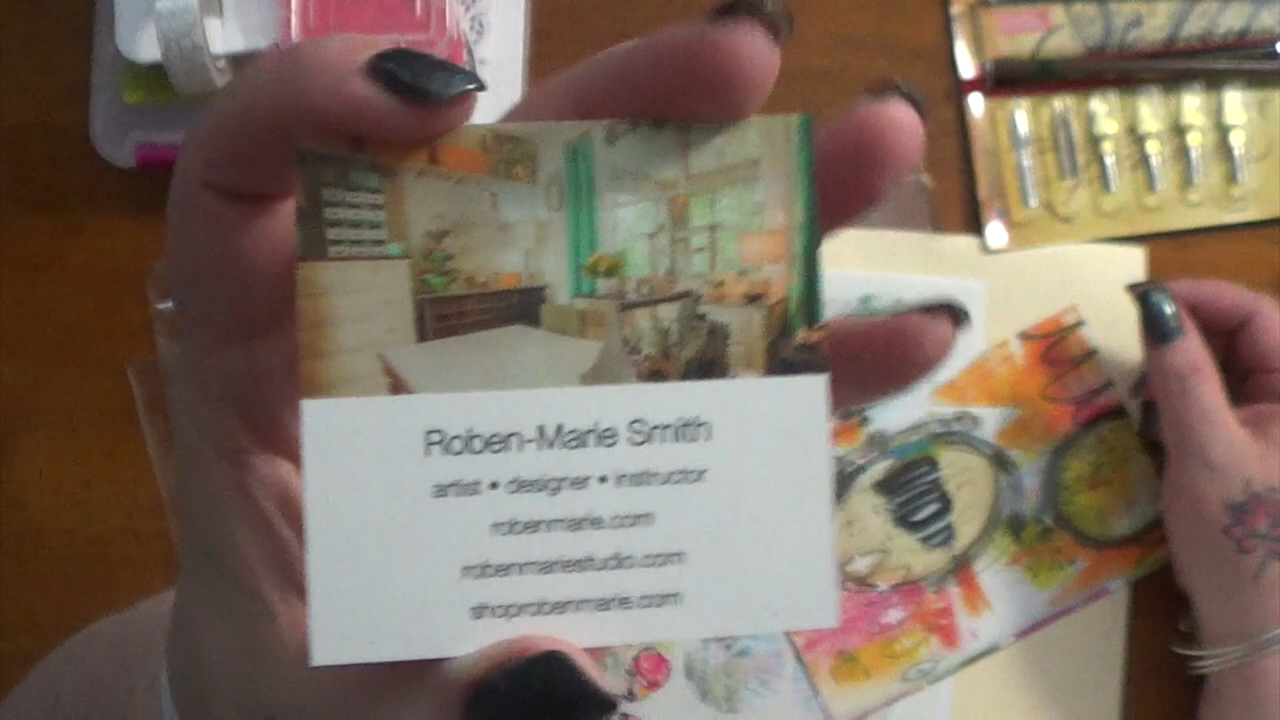 Roben-Marie Smith
artist • designer • instructor
robenmarie.com
robenmariestudio.com
shoprobenmarie.com